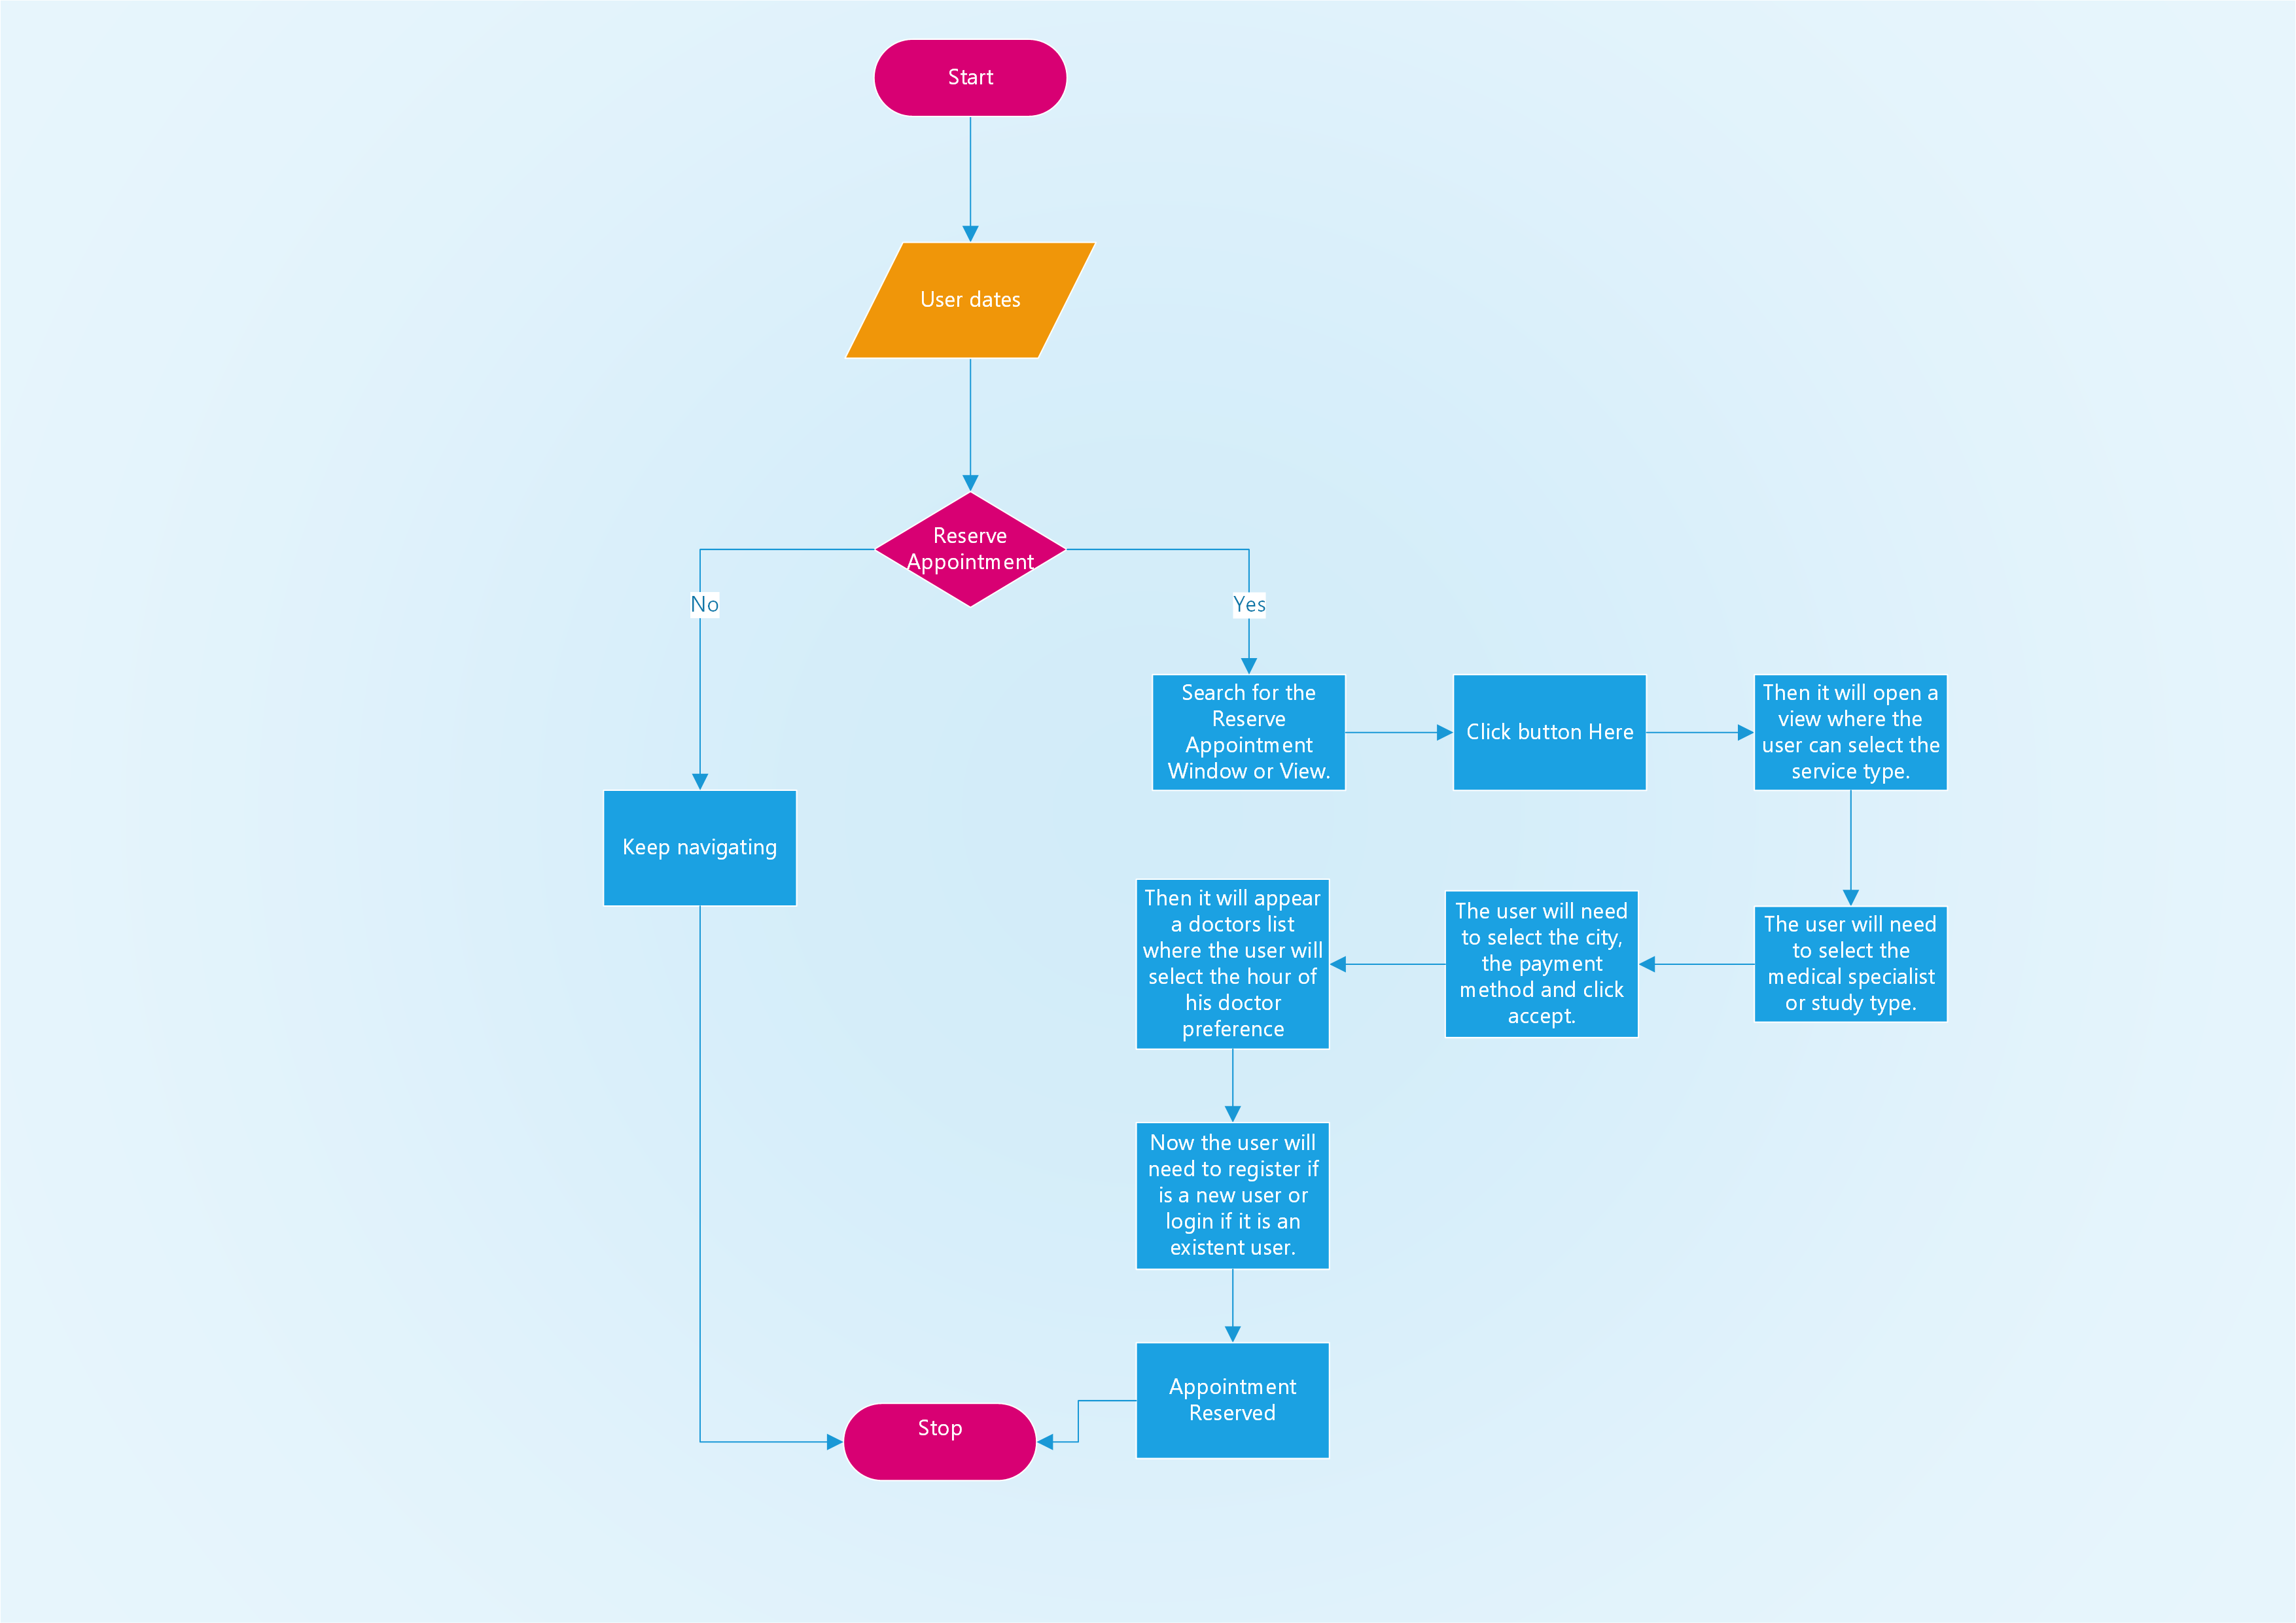 Start
User dates
Reserve
Appointment
No
Yes
Search for the
Reserve
Appointment
Window or View.
Click button Here
Then it will open a
view where the
user can select the
service type.
Keep navigating
The user will need
to select the
medical specialist
or study type.
The user will need
to select the city,
the payment
method and click
accept.
Then it will appear
a doctors list
where the user will
select the hour of
his doctor
preference
Now the user will
need to register if
is a new user or
login if it is an
existent user.
Appointment
Reserved
Stop